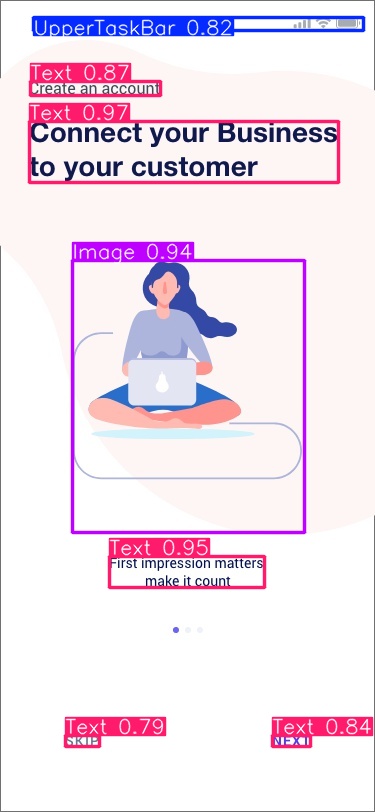 UpperTaskBar 0.82
Text 0.87
Create an account
Text 0.97
Connect your Business
to your customer
Image 0.94
Text 0.95
First impression matters
make it count
Text 0.79
SKIP
Text 0.84
NEXT